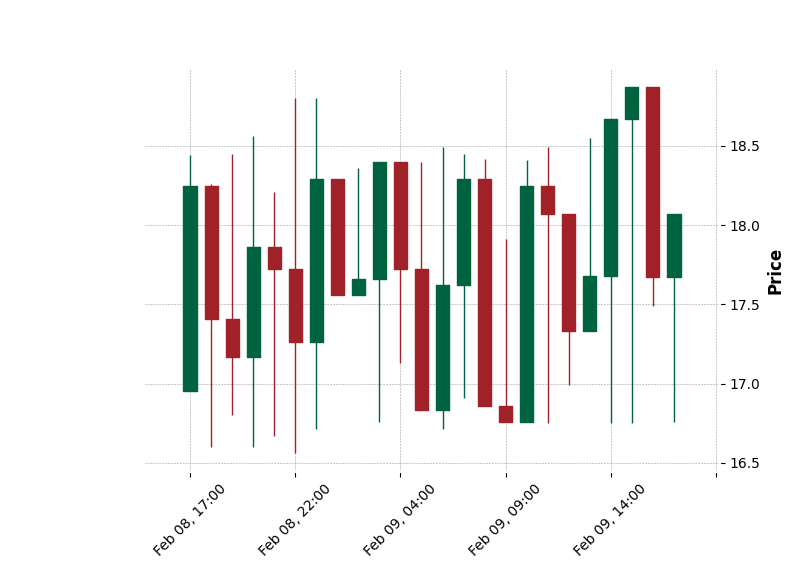 18.5
18.0
17.5
17.0
16.5
Price
Feb 08, 17:00
Feb 08, 22:00
Feb 09, 04:00
Feb 09, 09:00
Feb 09, 14:00